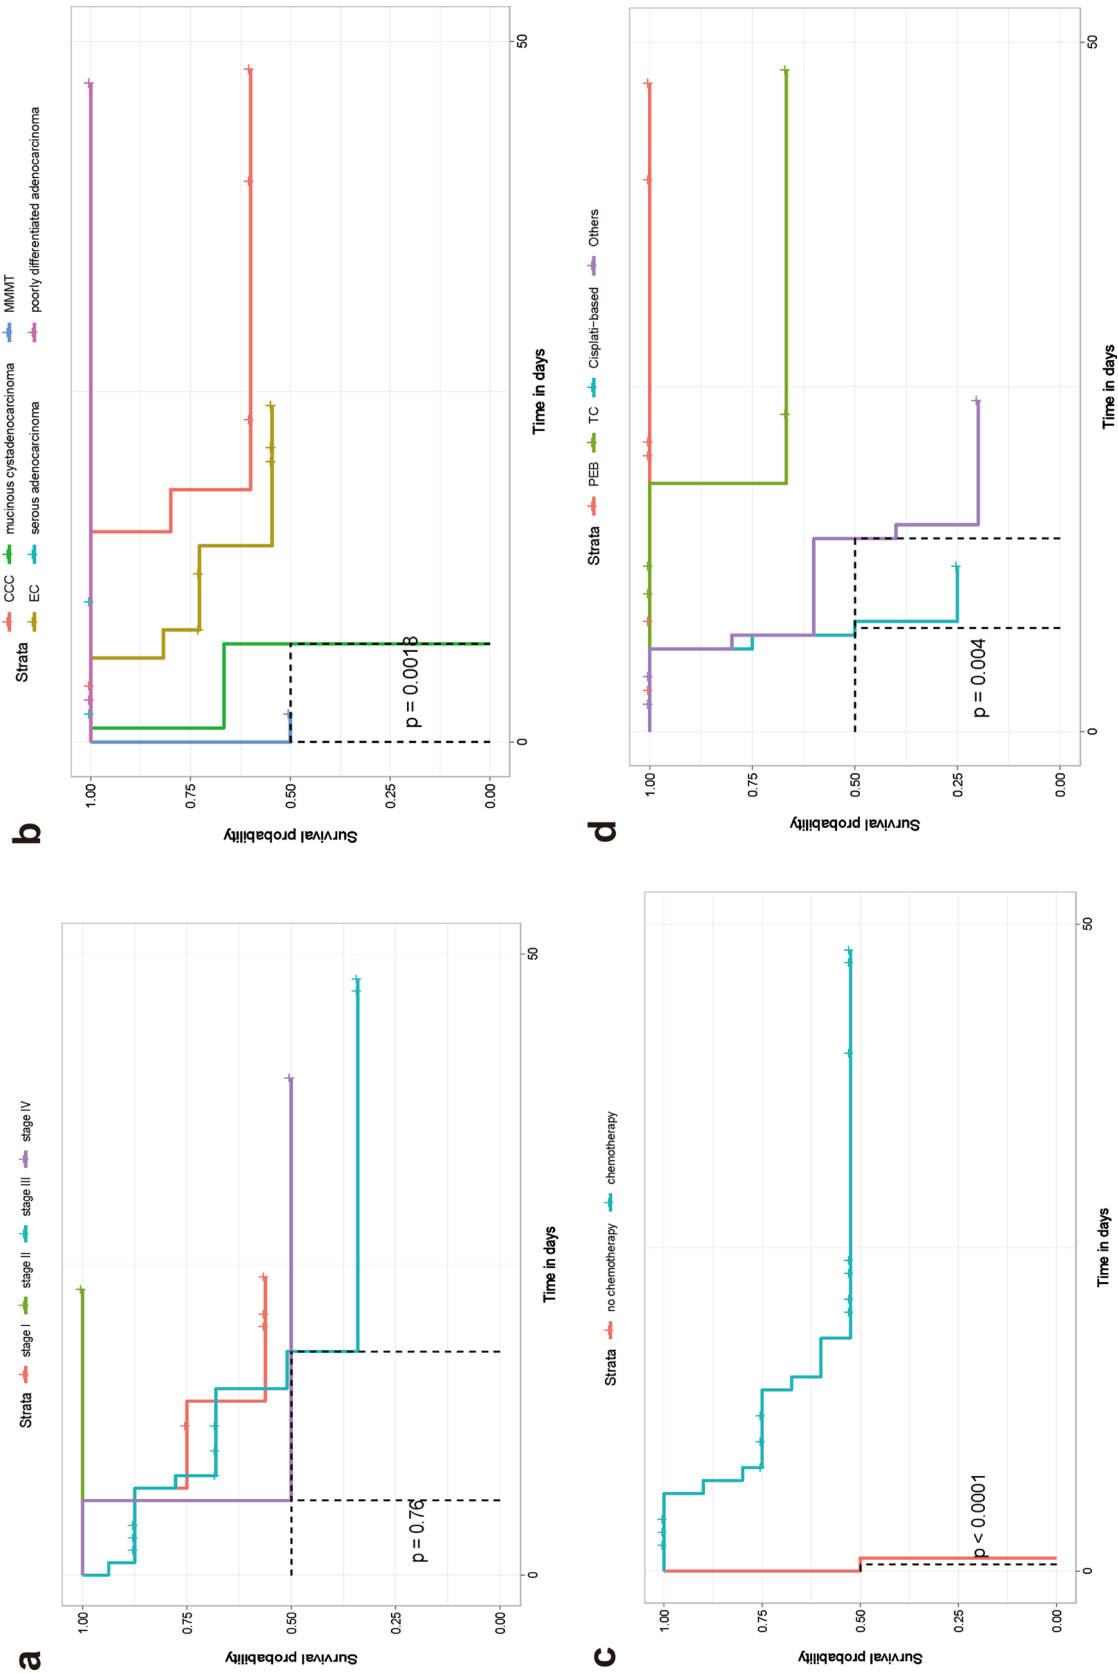 a
Strata stage I stage II stage III stage IV
Survival probability
1.00
0.75
0.50
0.25
0.00
p = 0.76
0
50
Time in days
b
Strata
CCC mucinous cystadenocarcinoma MMMT
EC serous adenocarcinoma poorly differentiated adenocarcinoma
Survival probability
1.00
0.75
0.50
0.25
0.00
p = 0.0018
0
50
Time in days
c
Strata no chemotherapy chemotherapy
Survival probability
1.00
0.75
0.50
0.25
0.00
p < 0.0001
0
50
Time in days
d
Strata PEB TC Cisplati-based Others
Survival probability
1.00
0.75
0.50
0.25
0.00
p = 0.004
0
50
Time in days